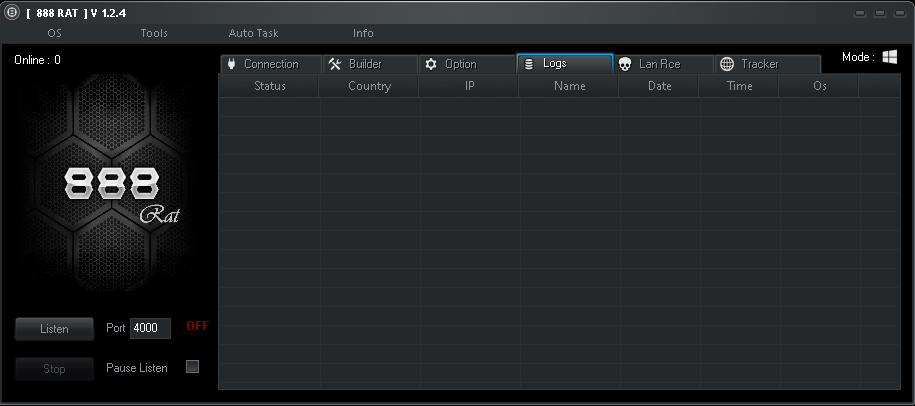 [ 888 RAT ] V 1.2.4
OS Tools Auto Task Info
Online : 0
Connection Builder Option Logs Lan Rce Tracker Mode :
Status Country IP Name Date Time Os
888
Rat
Listen Port 4000 OFF
Stop Pause Listen